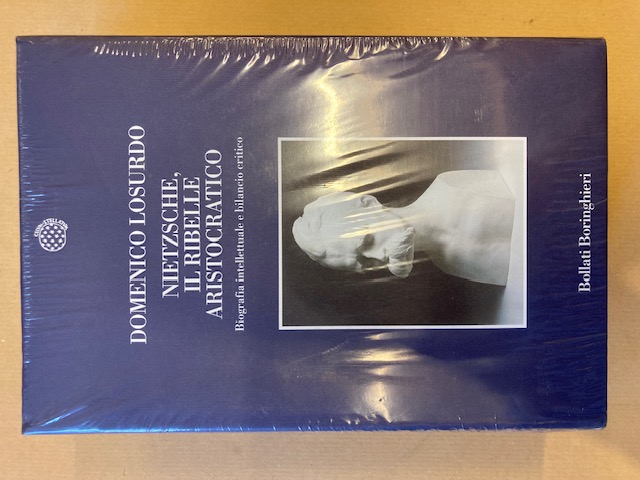 DOMENICO LOSURDO
NIETZSCHE,
IL RIBELLE
ARISTOCRATICO
Biografia intellettuale e bilancio critico
Bollati Boringhieri